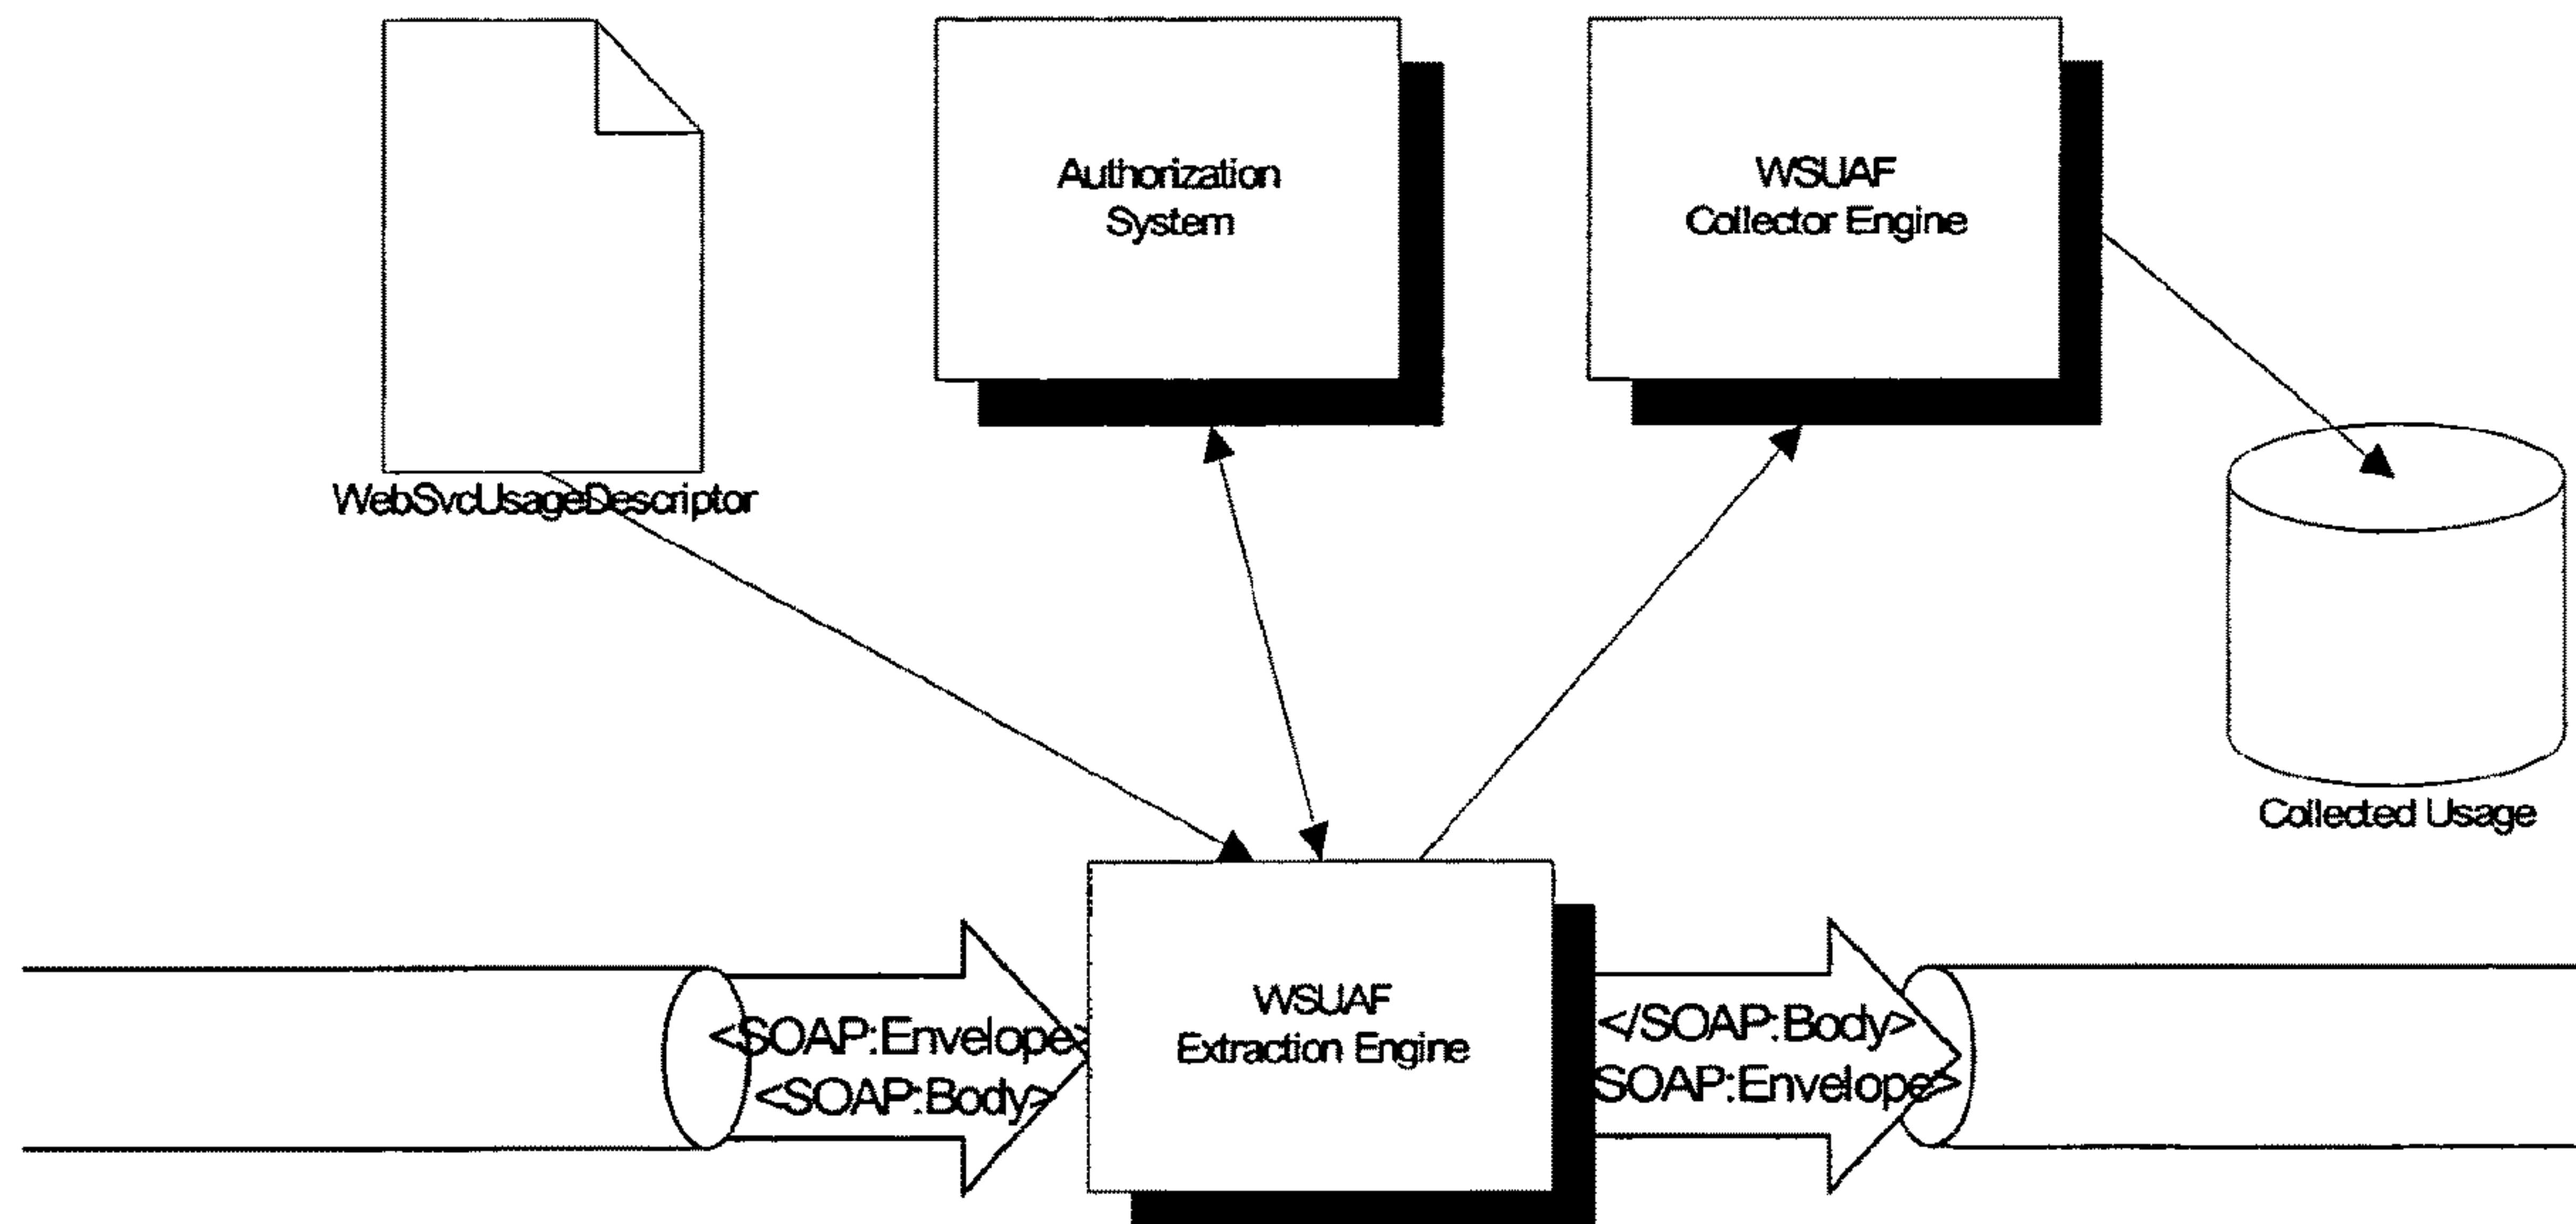 Authorization
System
WSUAF
Collector Engine
WebSvcUsageDescriptor
Collected Usage
<SOAP:Envelope>
<SOAP:Body>
WSUAF
Extraction Engine
</SOAP:Body>
SOAP:Envelope>